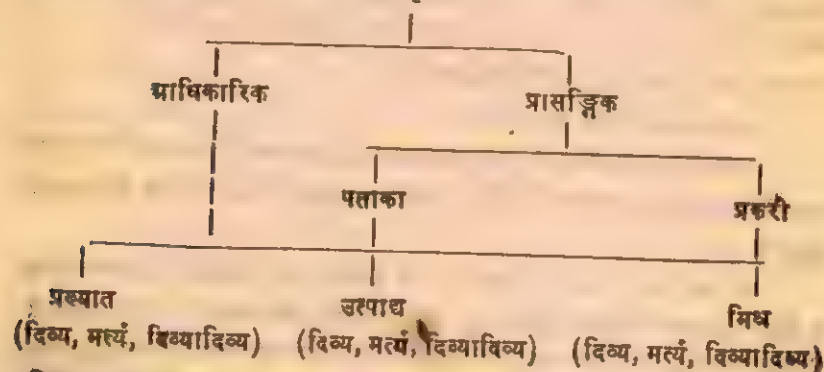 आधिकारिक प्रासङ्गिक
पताका प्रकरी
प्रख्यात उत्पाद्य मिश्र
(दिव्य, मर्त्य, दिव्यादिव्य) (दिव्य, मर्त्य, दिव्यादिव्य) (दिव्य, मर्त्य, दिव्यादिव्य)